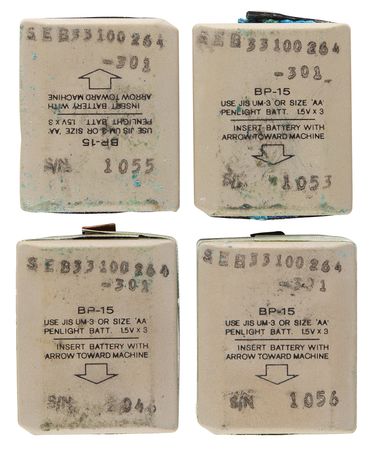 SEB33100264
-301
INSERT BATTERY WITH
ARROW TOWARD MACHINE
USE JIS UM-3 OR SIZE 'AA'
PENLIGHT BATT. 1.5V X 3
BP-15
S/N 1055
SEB33100264
-301
BP-15
USE JIS UM-3 OR SIZE 'AA'
PENLIGHT BATT. 1.5V X 3
INSERT BATTERY WITH
ARROW TOWARD MACHINE
1053
SEB33100264
-301
BP-15
USE JIS UM-3 OR SIZE 'AA'
PENLIGHT BATT. 1.5V X 3
INSERT BATTERY WITH
ARROW TOWARD MACHINE
S/N
SEB33100264
-301
BP-15
USE JIS UM-3 OR SIZE 'AA'
PENLIGHT BATT. 1.5V X 3
INSERT BATTERY WITH
ARROW TOWARD MACHINE
S/N 1056